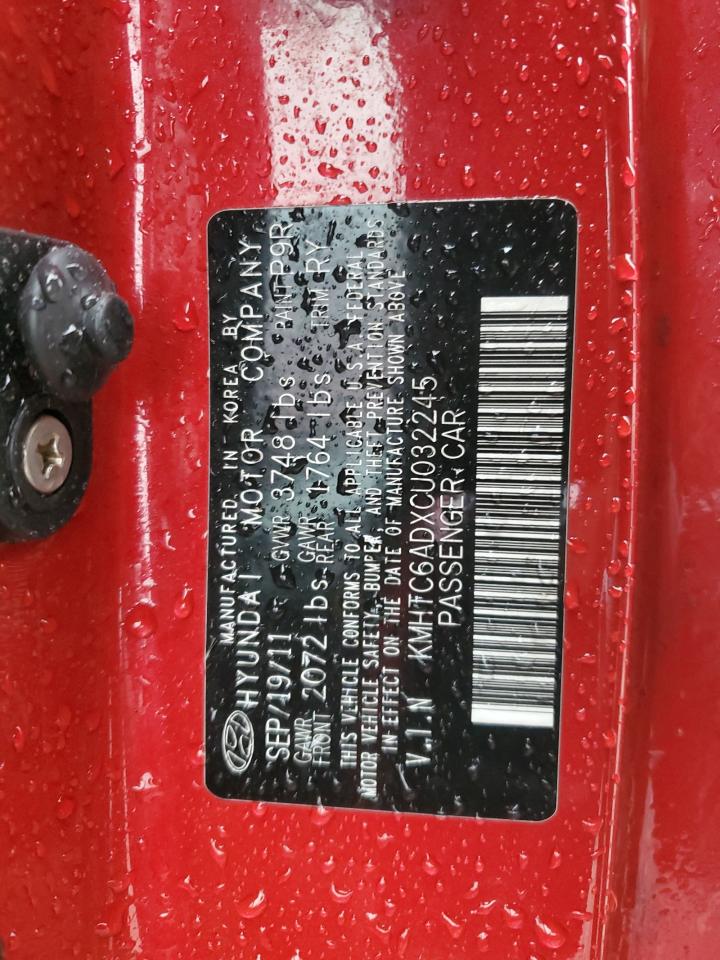 MANUFACTURED IN KOREA BY
HYUNDAI MOTOR COMPANY
SEP/19/11 GVWR 3748 lbs PAINT P9R
GAWR FRONT 2072 lbs GAWR REAR 1764 lbs TRIM RY
THIS VEHICLE CONFORMS TO ALL APPLICABLE U.S.A FEDERAL
MOTOR VEHICLE SAFETY, BUMPER, AND THEFT PREVENTION STANDARDS
IN EFFECT ON THE DATE OF MANUFACTURE SHOWN ABOVE
V.I.N KMHTC6ADXCU032245
PASSENGER CAR